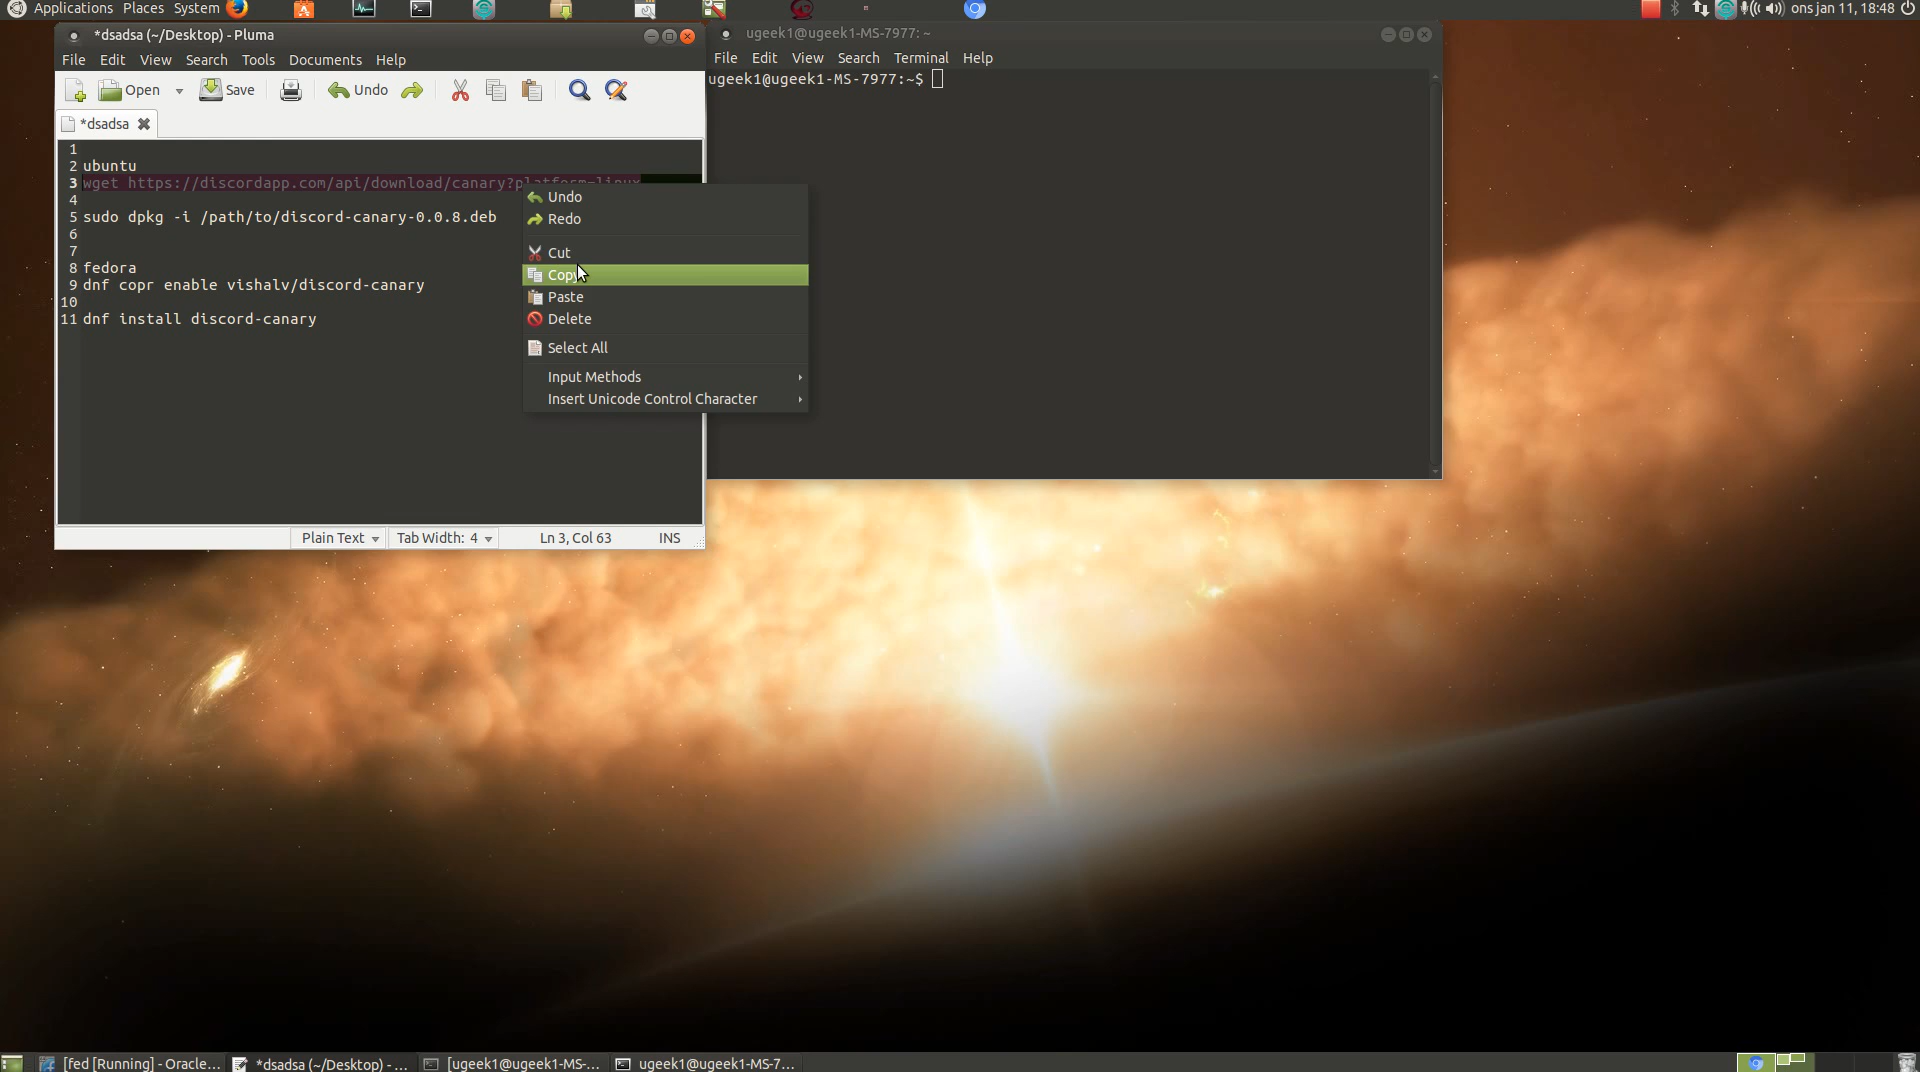 Applications Places System
ons jan 11, 18:48
*dsadsa (~/Desktop) - Pluma
File Edit View Search Tools Documents Help
Open Save Undo
*dsadsa
1
2 ubuntu
3 wget https://discordapp.com/api/download/canary?platform=linux
4
5 sudo dpkg -i /path/to/discord-canary-0.0.8.deb
6
7
8 fedora
9 dnf copr enable vishalv/discord-canary
10
11 dnf install discord-canary
Plain Text Tab Width: 4 Ln 3, Col 63 INS
Undo
Redo
Cut
Copy
Paste
Delete
Select All
Input Methods
Insert Unicode Control Character
ugeek1@ugeek1-MS-7977: ~
File Edit View Search Terminal Help
ugeek1@ugeek1-MS-7977:~$
[fed [Running] - Oracle... *dsadsa (~/Desktop) - ... [ugeek1@ugeek1-MS-... ugeek1@ugeek1-MS-7...